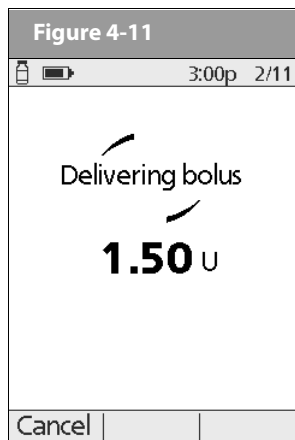 Figure 4-11
3:00p 2/11
Delivering bolus
1.50 U
Cancel